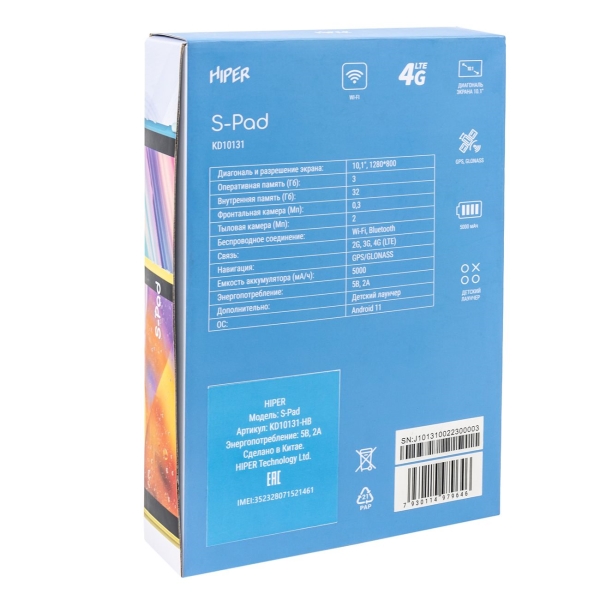 HIPER
WI-FI
4G LTE
10.1"
ДИАГОНАЛЬ
ЭКРАНА 10.1"
S-Pad
KD10131
GPS, GLONASS
Диагональ и разрешение экрана: 10,1", 1280*800
Оперативная память (Гб): 3
Внутренняя память (Гб): 32
Фронтальная камера (Мп): 0,3
Тыловая камера (Мп): 2
Беспроводное соединение: Wi-Fi, Bluetooth
Связь: 2G, 3G, 4G (LTE)
Навигация: GPS/GLONASS
Емкость аккумулятора (мА/ч): 5000
Энергопотребление: 5В, 2А
Дополнительно: Детский лаунчер
ОС: Android 11
5000 мАч
ДЕТСКИЙ
ЛАУНЧЕР
S-Pad
HIPER
Модель: S-Pad
Артикул: KD10131-HB
Энергопотребление: 5В, 2А
Сделано в Китае.
HIPER Technology Ltd.
EAC
IMEI:352328071521461
21
PAP
SN:J101310022300003
7 930114 979646